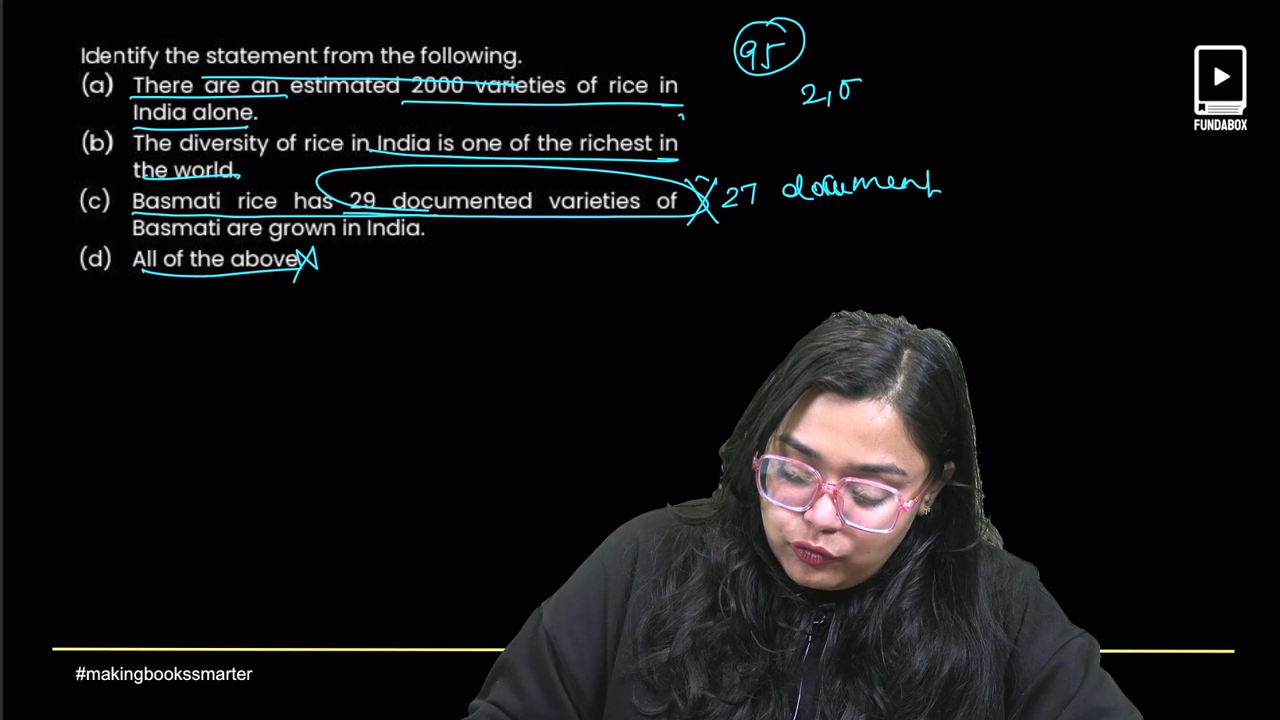 Identify the statement from the following.
(a) There are an estimated 2000 varieties of rice in
India alone.
(b) The diversity of rice in India is one of the richest in
the world.
(c) Basmati rice has 29 documented varieties of
Basmati are grown in India.
(d) All of the above
95
27 document
FUNDABOX
#makingbookssmarter